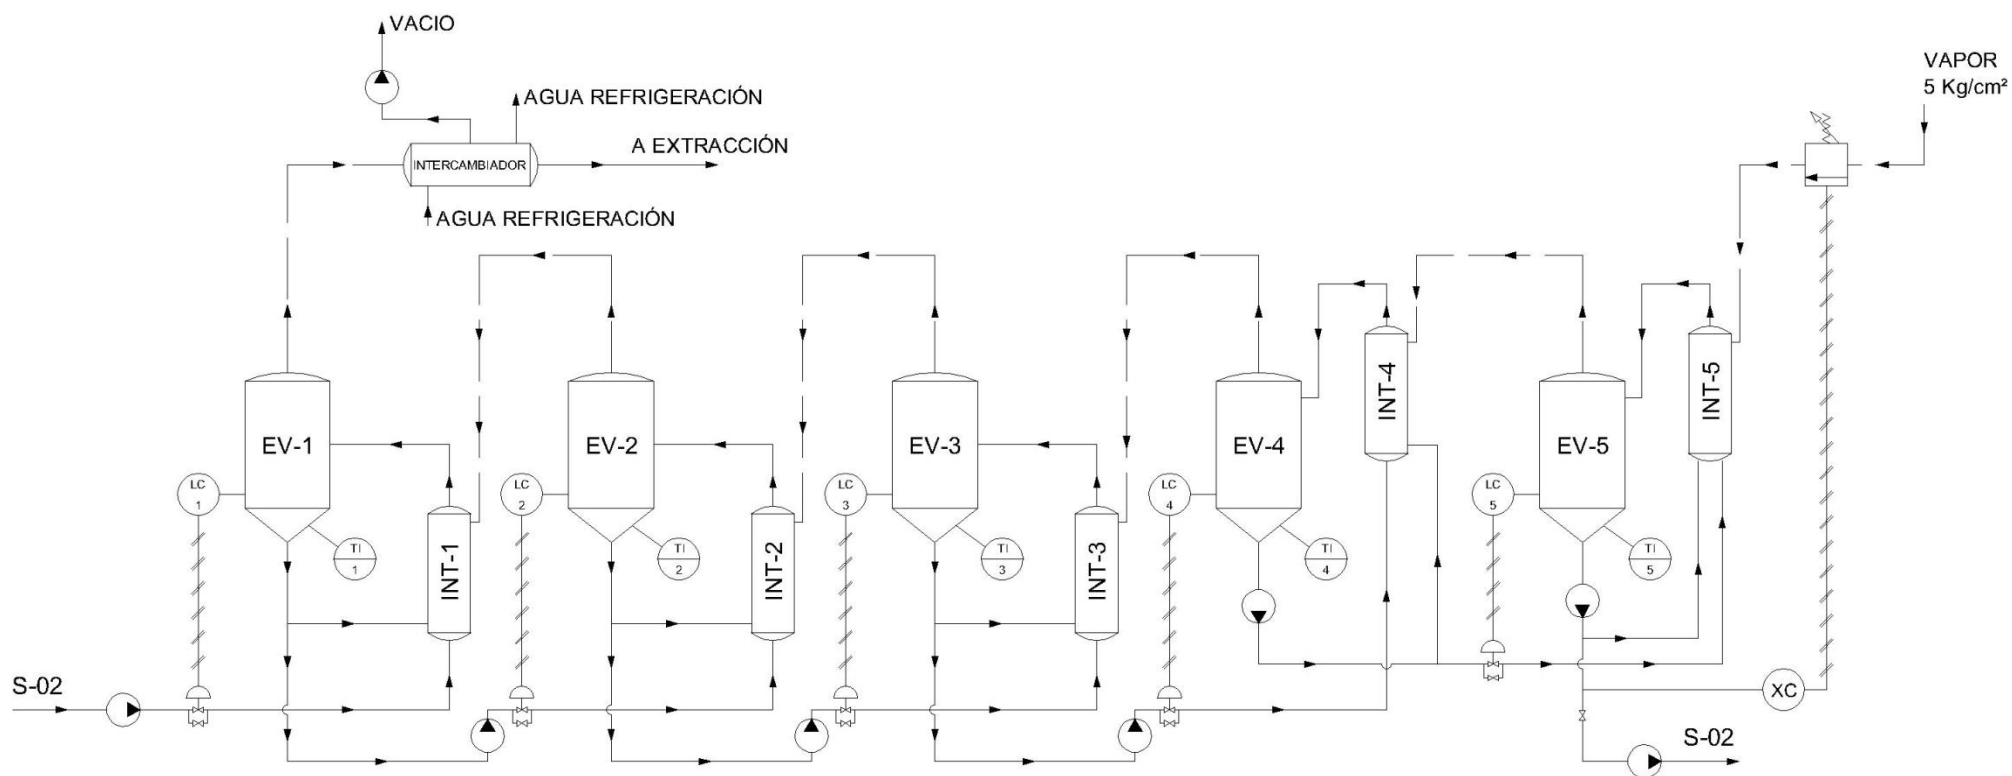 VACIO
AGUA REFRIGERACIÓN
A EXTRACCIÓN
INTERCAMBIADOR
AGUA REFRIGERACIÓN
VAPOR
5 Kg/cm²
EV-1
LC
1
TI
1
INT-1
EV-2
LC
2
TI
2
INT-2
EV-3
LC
3
TI
3
INT-3
EV-4
LC
4
TI
4
INT-4
EV-5
LC
5
TI
5
INT-5
S-02
XC
S-02